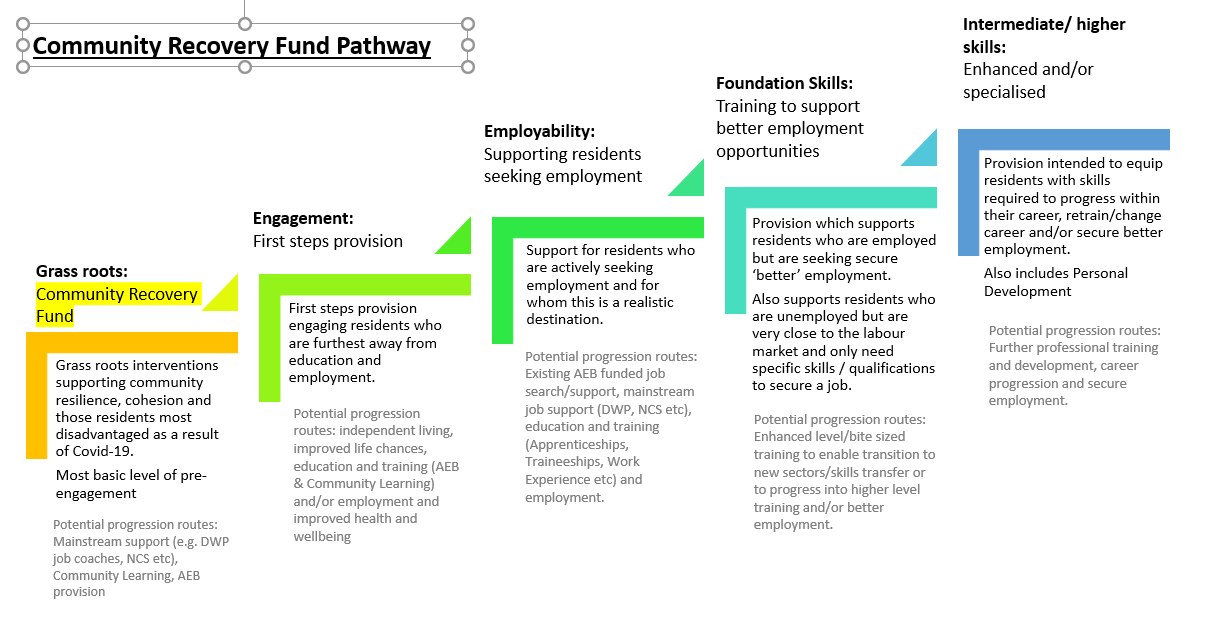 Community Recovery Fund Pathway
Grass roots:
Community Recovery
Fund
Grass roots interventions
supporting community
resilience, cohesion and
those residents most
disadvantaged as a result
of Covid-19.
Most basic level of pre-
engagement
Potential progression routes:
Mainstream support (e.g. DWP
job coaches, NCS etc),
Community Learning, AEB
provision
Engagement:
First steps provision
First steps provision
engaging residents who
are furthest away from
education and
employment.
Potential progression
routes: independent living,
improved life chances,
education and training (AEB
& Community Learning)
and/or employment and
improved health and
wellbeing
Employability:
Supporting residents
seeking employment
Support for residents who
are actively seeking
employment and for
whom this is a realistic
destination.
Potential progression routes:
Existing AEB funded job
search/support, mainstream
job support (DWP, NCS etc),
education and training
(Apprenticeships,
Traineeships, Work
Experience etc) and
employment.
Foundation Skills:
Training to support
better employment
opportunities
Provision which supports
residents who are employed
but are seeking secure
‘better’ employment.
Also supports residents who
are unemployed but are
very close to the labour
market and only need
specific skills / qualifications
to secure a job.
Potential progression routes:
Enhanced level/bite sized
training to enable transition to
new sectors/skills transfer or
to progress into higher level
training and/or better
employment.
Intermediate/ higher
skills:
Enhanced and/or
specialised
Provision intended to equip
residents with skills
required to progress within
their career, retrain/change
career and/or secure better
employment.
Also includes Personal
Development
Potential progression routes:
Further professional training
and development, career
progression and secure
employment.